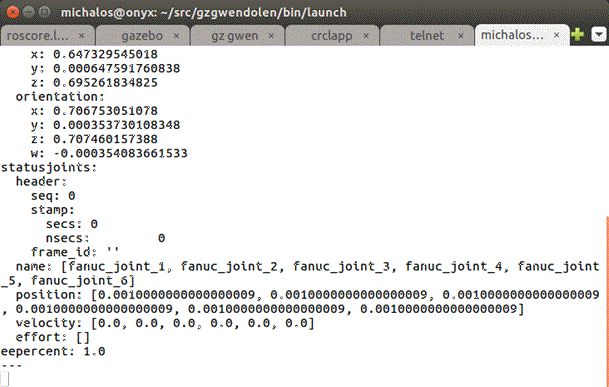 michalos@onyx: ~/src/gzgwendolen/bin/launch
roscore.l... × gazebo × gz gwen × crclapp × telnet × michalos... ×
x: 0.647329545018
y: 0.000647591760838
z: 0.695261834825
orientation:
x: 0.706753051078
y: 0.000353730108348
z: 0.707460157388
w: -0.000354083661533
statusjoints:
header:
seq: 0
stamp:
secs: 0
nsecs: 0
frame_id: ''
name: [fanuc_joint_1, fanuc_joint_2, fanuc_joint_3, fanuc_joint_4, fanuc_joint
_5, fanuc_joint_6]
position: [0.0010000000000000009, 0.0010000000000000009, 0.0010000000000000009
, 0.0010000000000000009, 0.0010000000000000009, 0.0010000000000000009]
velocity: [0.0, 0.0, 0.0, 0.0, 0.0, 0.0]
effort: []
eepercent: 1.0
---